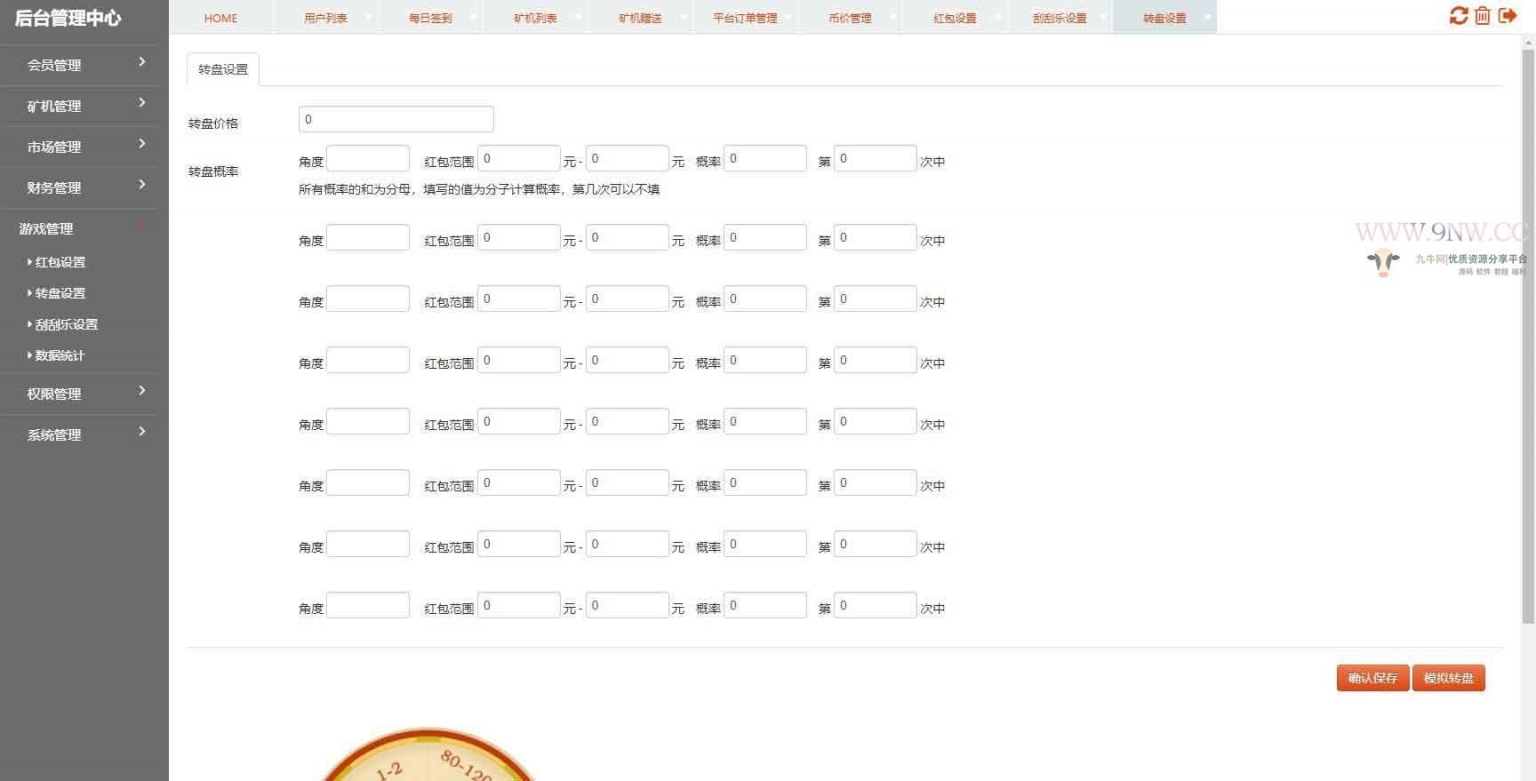 后台管理中心
HOME 用户列表 每日签到 矿机列表 矿机赠送 平台订单管理 币价管理 红包设置 刮刮乐设置 转盘设置
会员管理
矿机管理
市场管理
财务管理
游戏管理
红包设置
转盘设置
刮刮乐设置
数据统计
权限管理
系统管理
转盘设置
转盘价格 0
转盘概率
角度 红包范围 0 元 - 0 元 概率 0 第 0 次中
所有概率的和为分母，填写的值为分子计算概率，第几次可以不填
角度 红包范围 0 元 - 0 元 概率 0 第 0 次中
角度 红包范围 0 元 - 0 元 概率 0 第 0 次中
角度 红包范围 0 元 - 0 元 概率 0 第 0 次中
角度 红包范围 0 元 - 0 元 概率 0 第 0 次中
角度 红包范围 0 元 - 0 元 概率 0 第 0 次中
角度 红包范围 0 元 - 0 元 概率 0 第 0 次中
角度 红包范围 0 元 - 0 元 概率 0 第 0 次中
WWW.9NW.CC
九牛网|优质资源分享平台
源码 软件 教程 福利
确认保存 模拟转盘
1-2
80-120